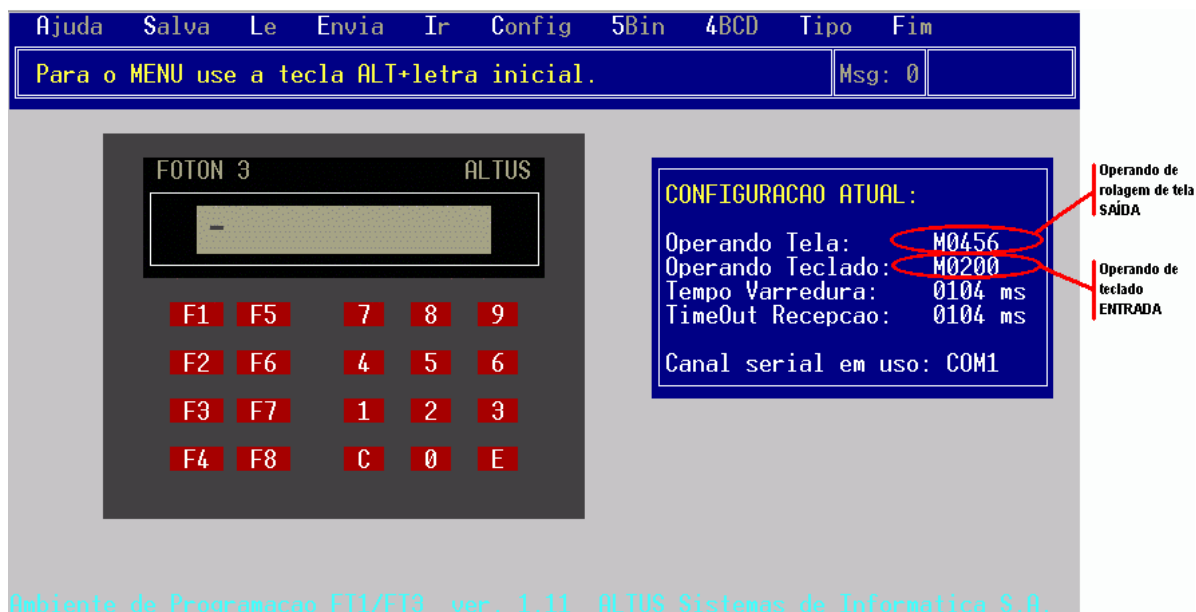 Ajuda Salva Le Envia Ir Config 5Bin 4BCD Tipo Fim
Para o MENU use a tecla ALT+letra inicial. Msg: 0
FOTON 3 ALTUS
-
F1 F5 7 8 9
F2 F6 4 5 6
F3 F7 1 2 3
F4 F8 C 0 E
CONFIGURACAO ATUAL:
Operando Tela: M0456
Operando Teclado: M0200
Tempo Varredura: 0104 ms
TimeOut Recepcao: 0104 ms
Canal serial em uso: COM1
Operando de
rolagem de tela
SAÍDA
Operando de
teclado
ENTRADA
Ambiente de Programacao FT1/FT3 ver. 1.11 ALTUS Sistemas de Informatica S.A.